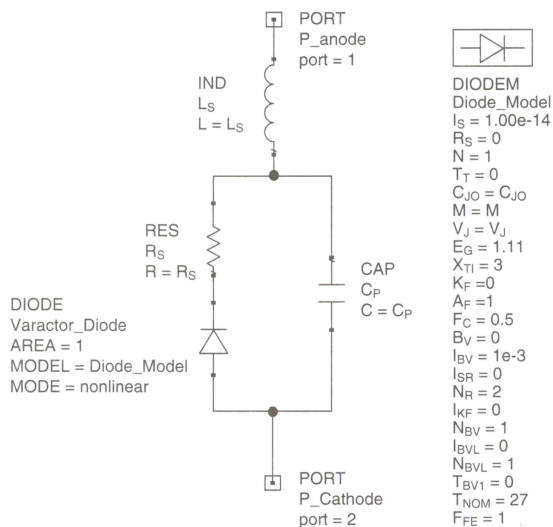 PORT
P_anode
port = 1
IND
LS
L = LS
RES
RS
R = RS
CAP
CP
C = CP
DIODE
Varactor_Diode
AREA = 1
MODEL = Diode_Model
MODE = nonlinear
PORT
P_Cathode
port = 2
DIODEM
Diode_Model
IS = 1.00e-14
RS = 0
N = 1
TT = 0
CJO = CJO
M = M
VJ = VJ
EG = 1.11
XTI = 3
KF =0
AF =1
FC = 0.5
BV = 0
IBV = 1e-3
ISR = 0
NR = 2
IKF = 0
NBV = 1
IBVL = 0
NBVL = 1
TBV1 = 0
TNOM = 27
FFE = 1